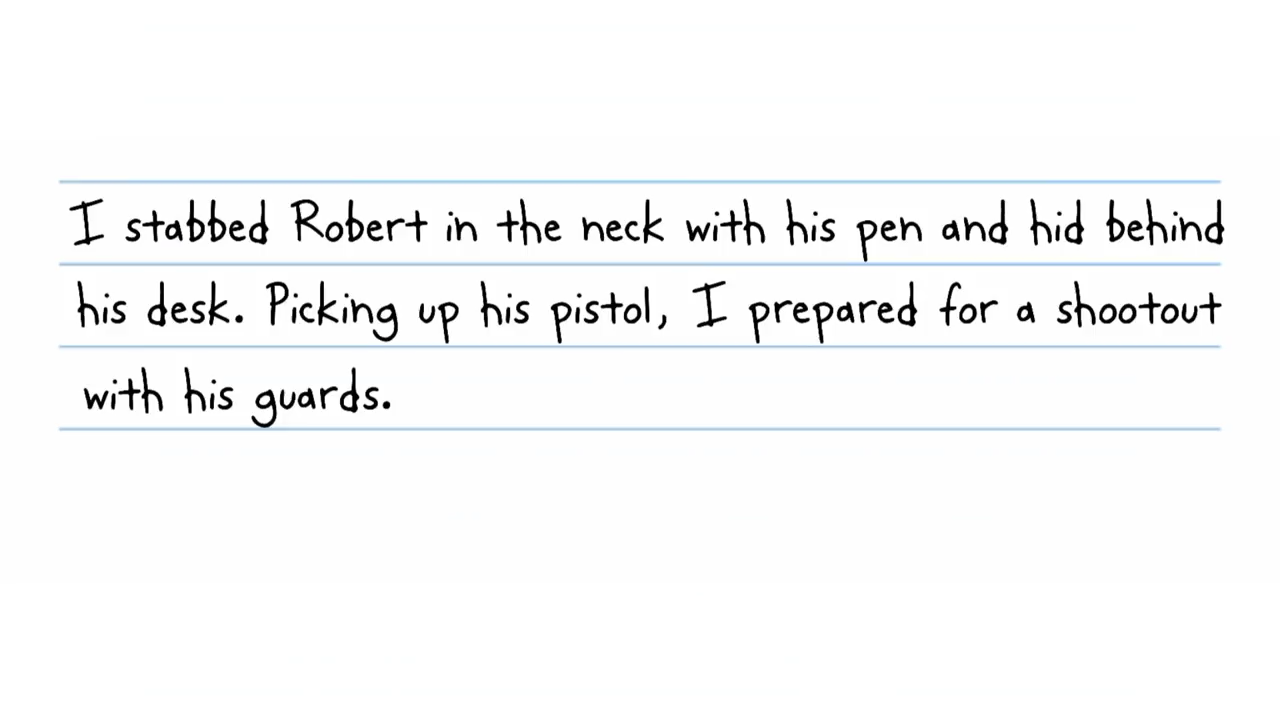 I stabbed Robert in the neck with his pen and hid behind
his desk. Picking up his pistol, I prepared for a shootout
with his guards.